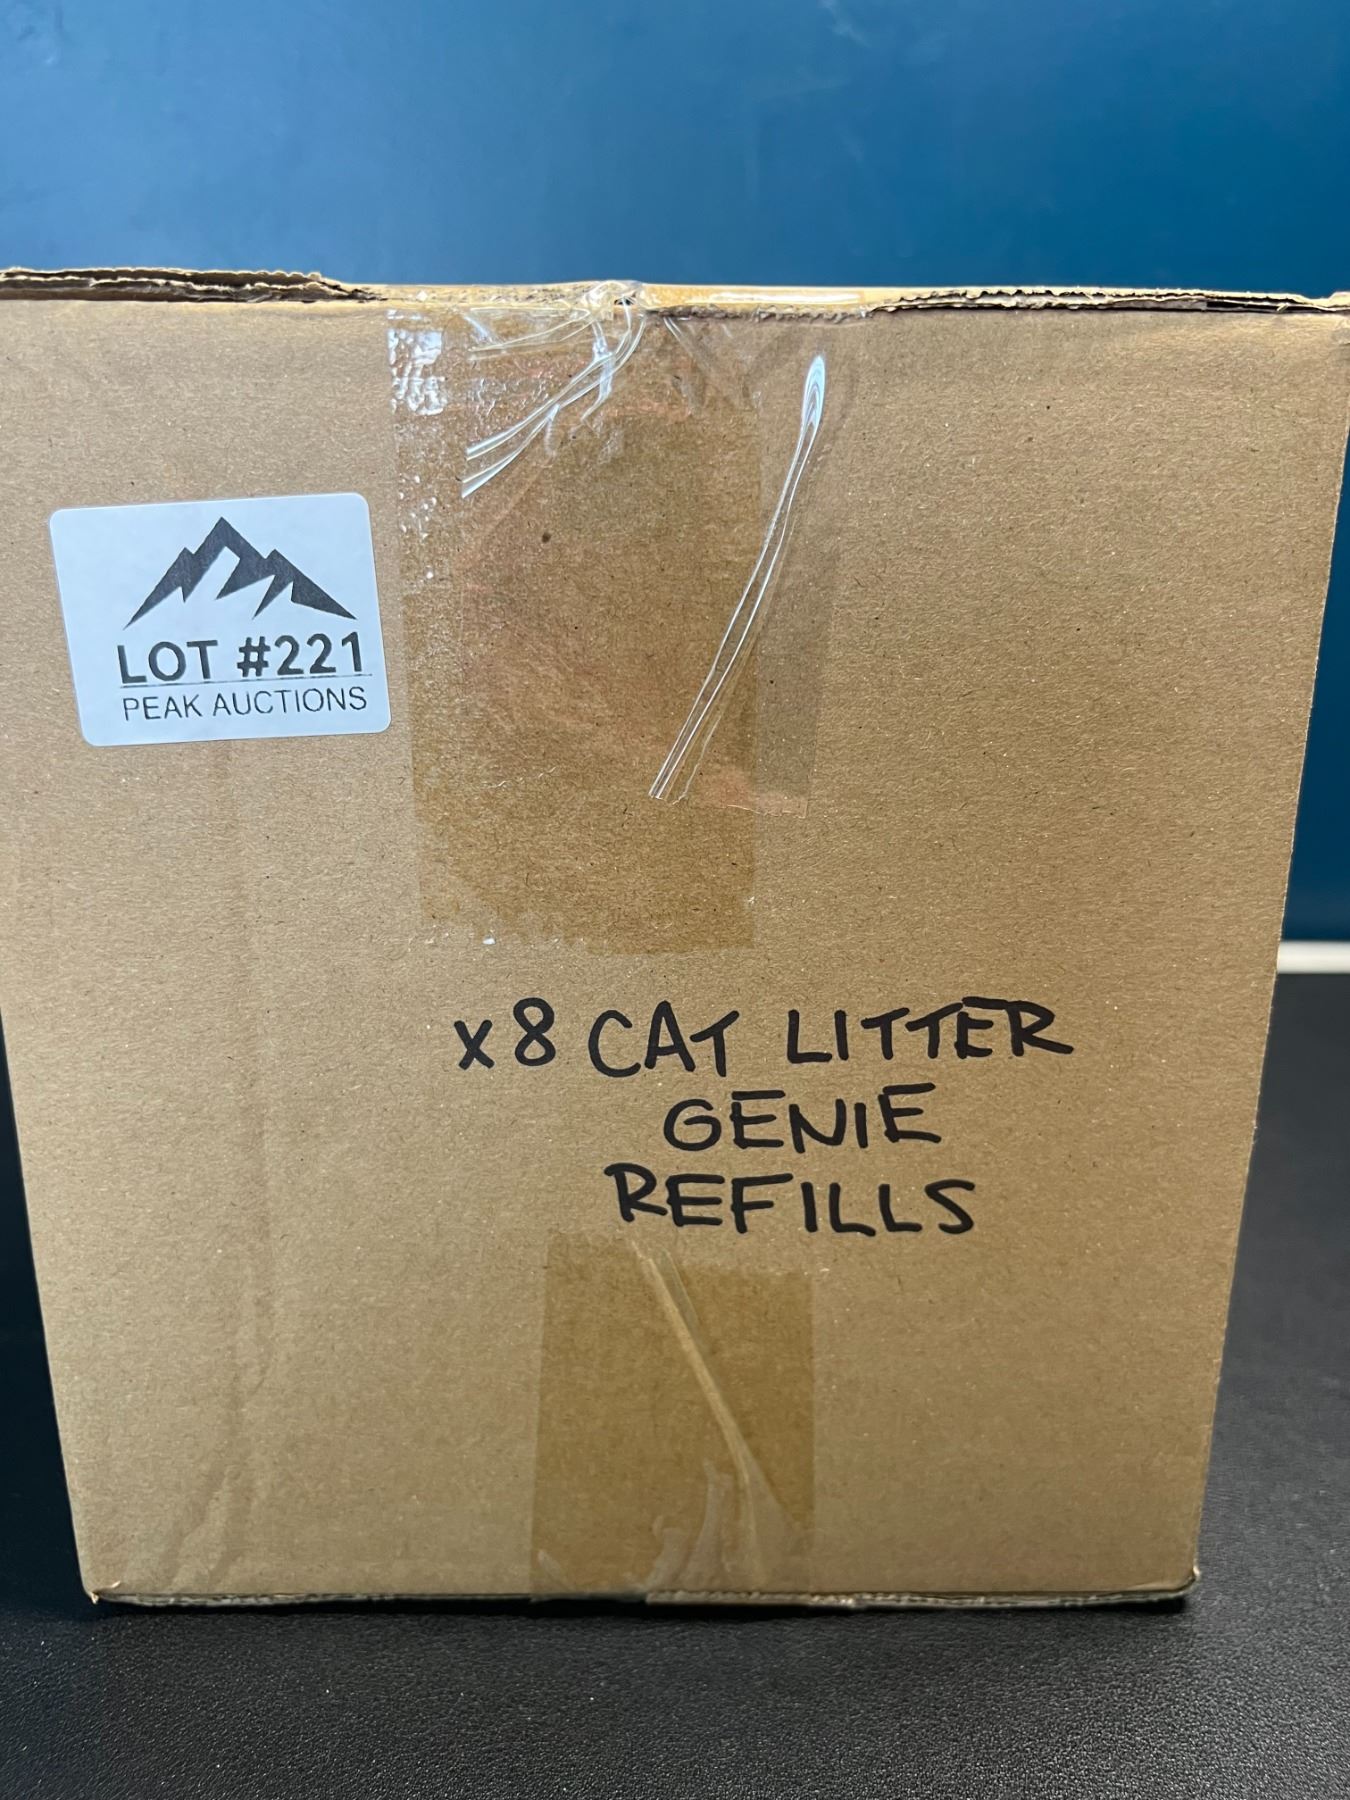 LOT #221
PEAK AUCTIONS
x8 CAT LITTER
GENIE
REFILLS